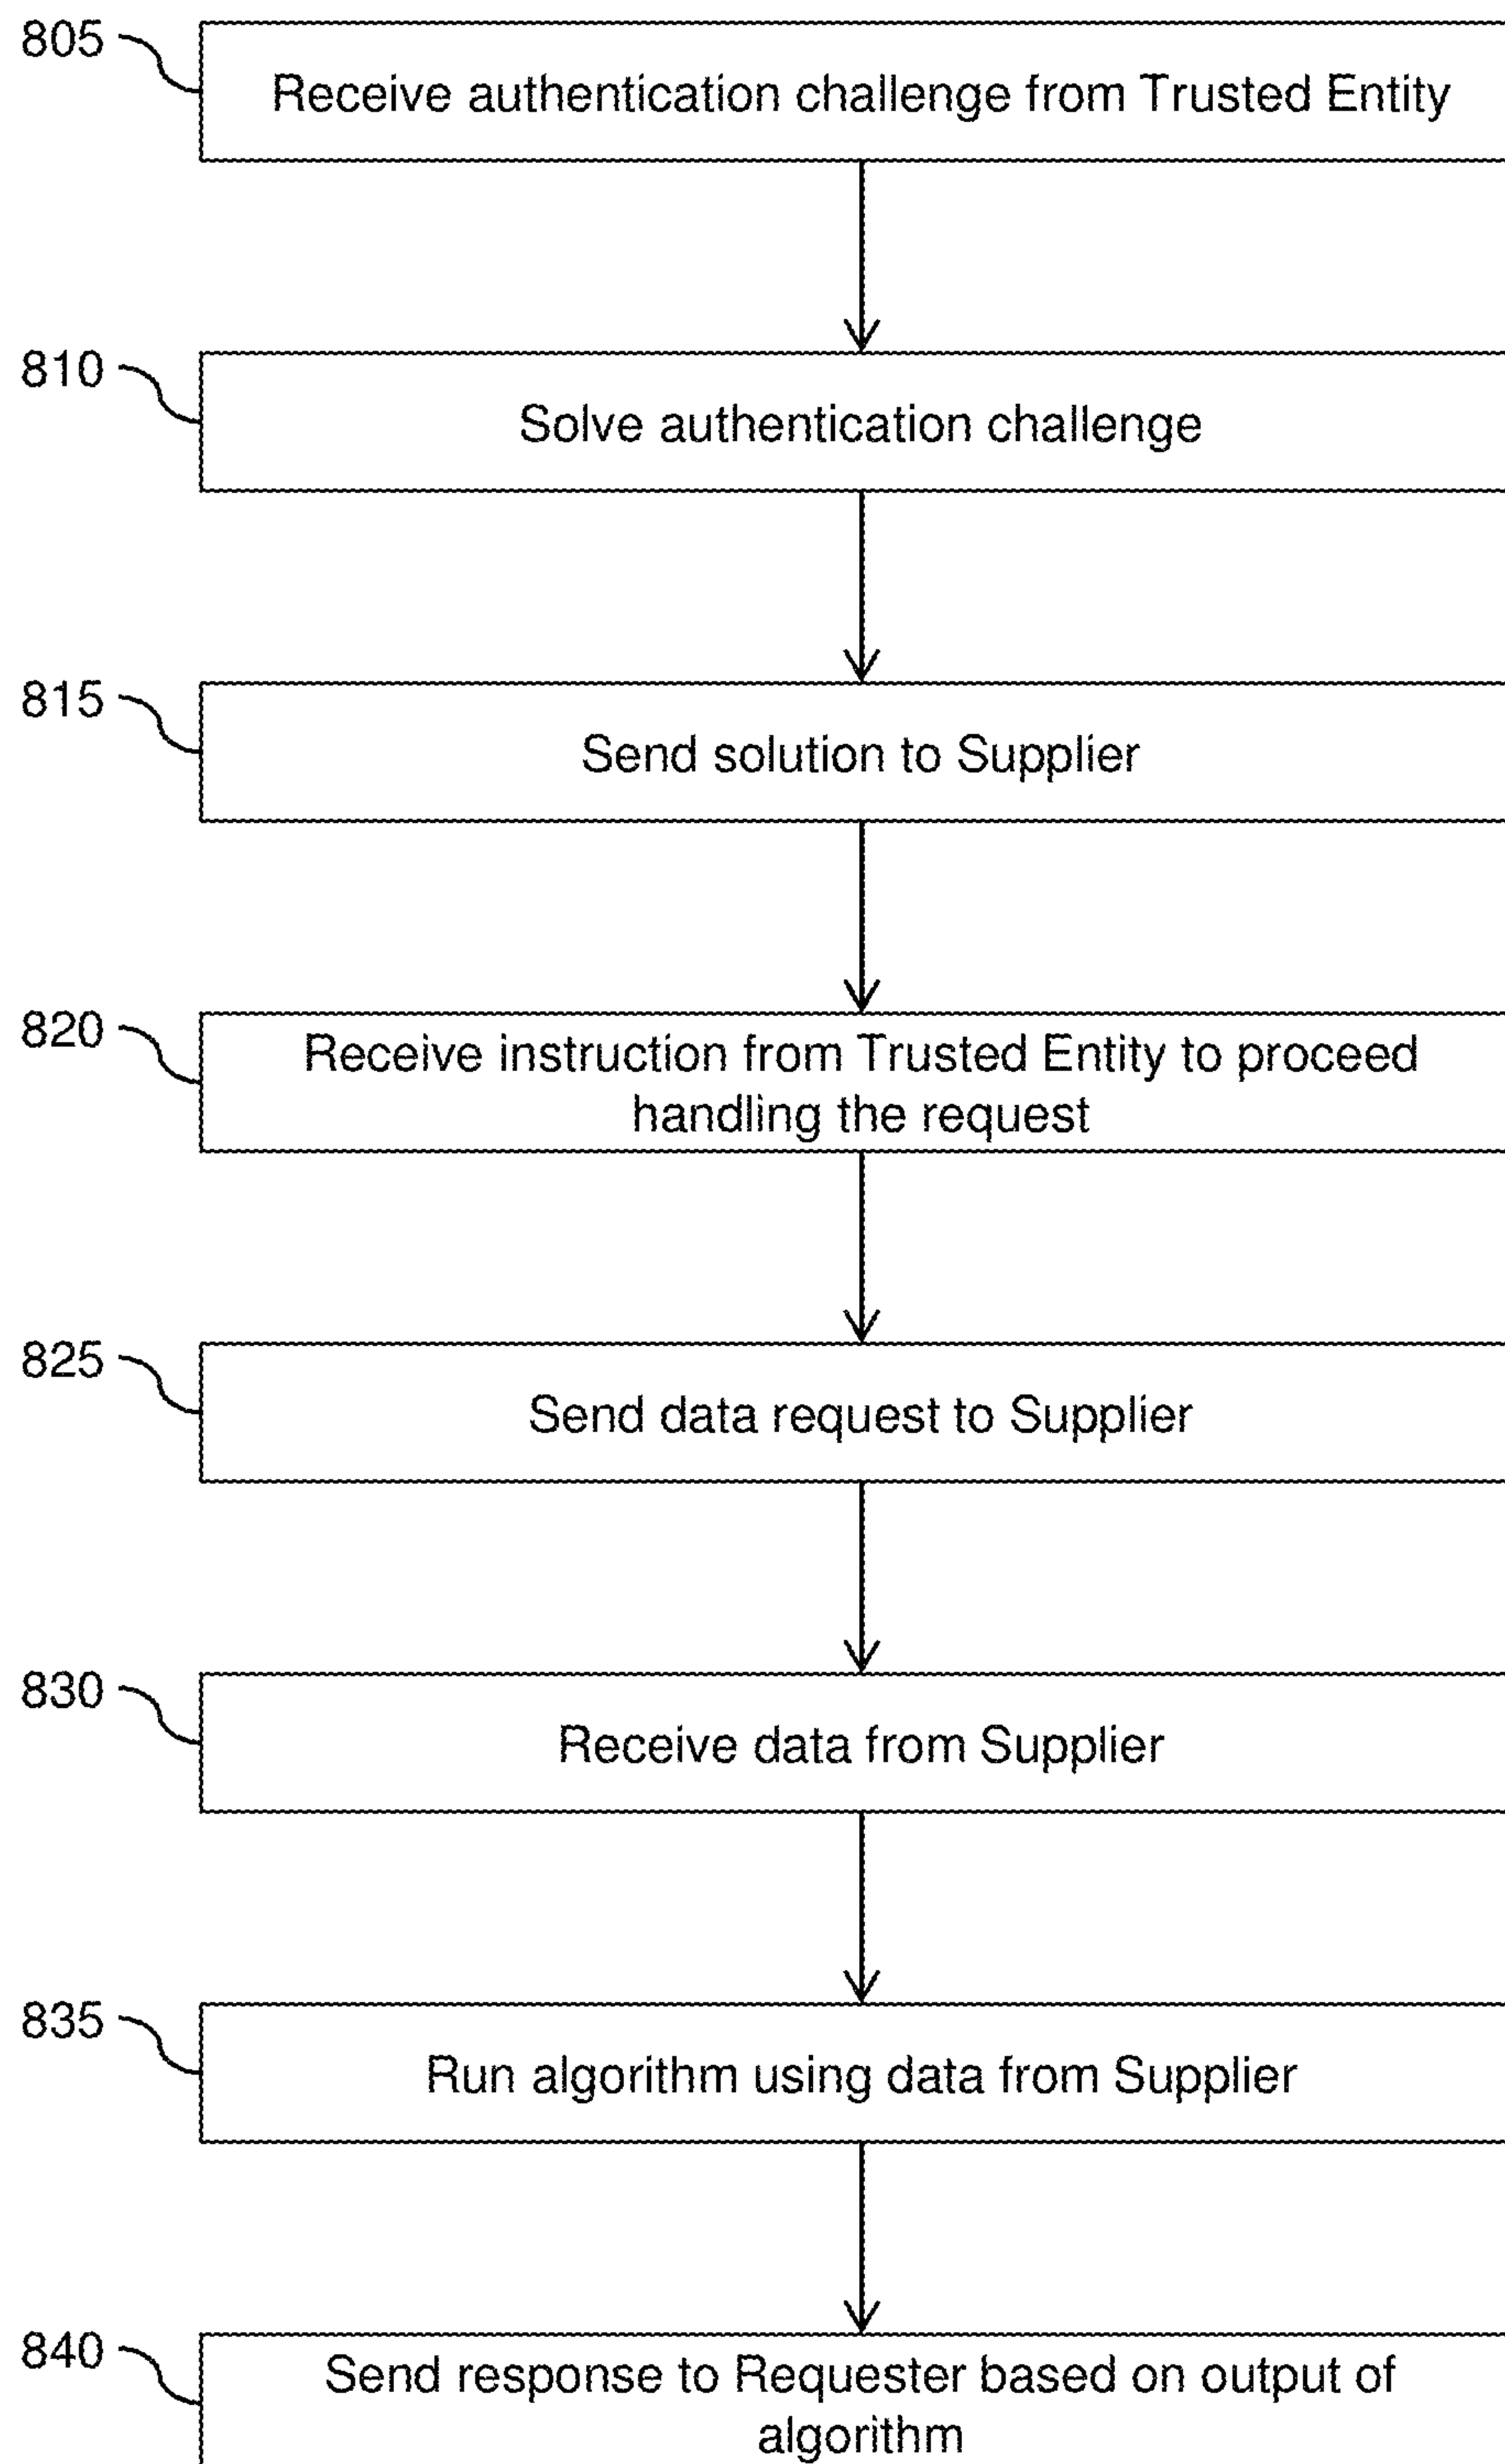 805
Receive authentication challenge from Trusted Entity
810
Solve authentication challenge
815
Send solution to Supplier
820
Receive instruction from Trusted Entity to proceed
handling the request
825
Send data request to Supplier
830
Receive data from Supplier
835
Run algorithm using data from Supplier
840
Send response to Requester based on output of
algorithm